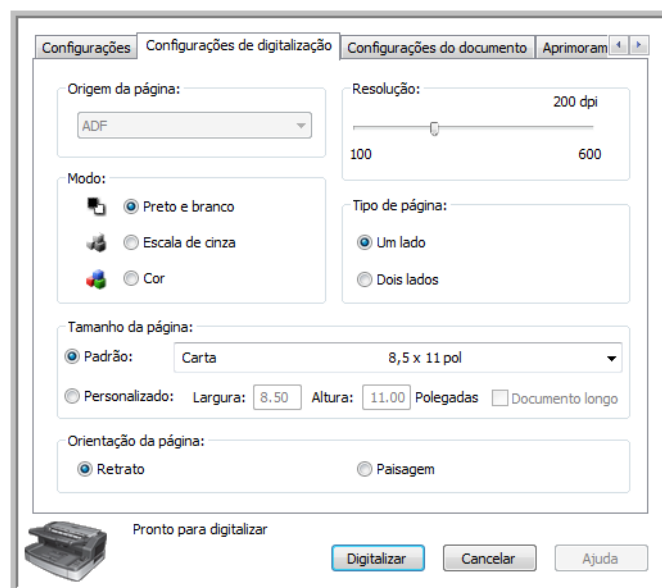 Configurações
Configurações de digitalização
Configurações do documento
Aprimoram
Origem da página:
ADF
Resolução:
200 dpi
100
600
Modo:
Preto e branco
Escala de cinza
Cor
Tipo de página:
Um lado
Dois lados
Tamanho da página:
Padrão:
Carta 8,5 x 11 pol
Personalizado: Largura: 8.50 Altura: 11.00 Polegadas Documento longo
Orientação da página:
Retrato
Paisagem
Pronto para digitalizar
Digitalizar
Cancelar
Ajuda